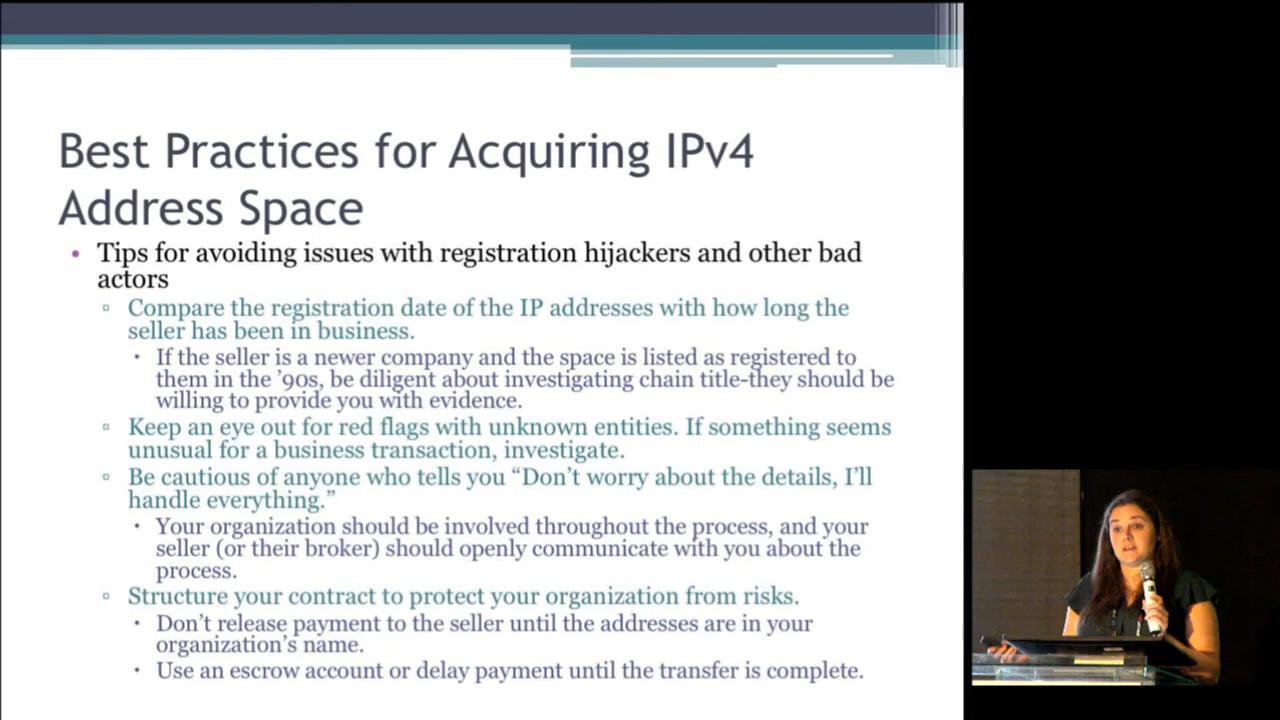 Best Practices for Acquiring IPv4
Address Space
• Tips for avoiding issues with registration hijackers and other bad
actors
▫ Compare the registration date of the IP addresses with how long the
seller has been in business.
• If the seller is a newer company and the space is listed as registered to
them in the ’90s, be diligent about investigating chain title-they should be
willing to provide you with evidence.
▫ Keep an eye out for red flags with unknown entities. If something seems
unusual for a business transaction, investigate.
▫ Be cautious of anyone who tells you “Don’t worry about the details, I’ll
handle everything.”
• Your organization should be involved throughout the process, and your
seller (or their broker) should openly communicate with you about the
process.
▫ Structure your contract to protect your organization from risks.
• Don’t release payment to the seller until the addresses are in your
organization’s name.
• Use an escrow account or delay payment until the transfer is complete.